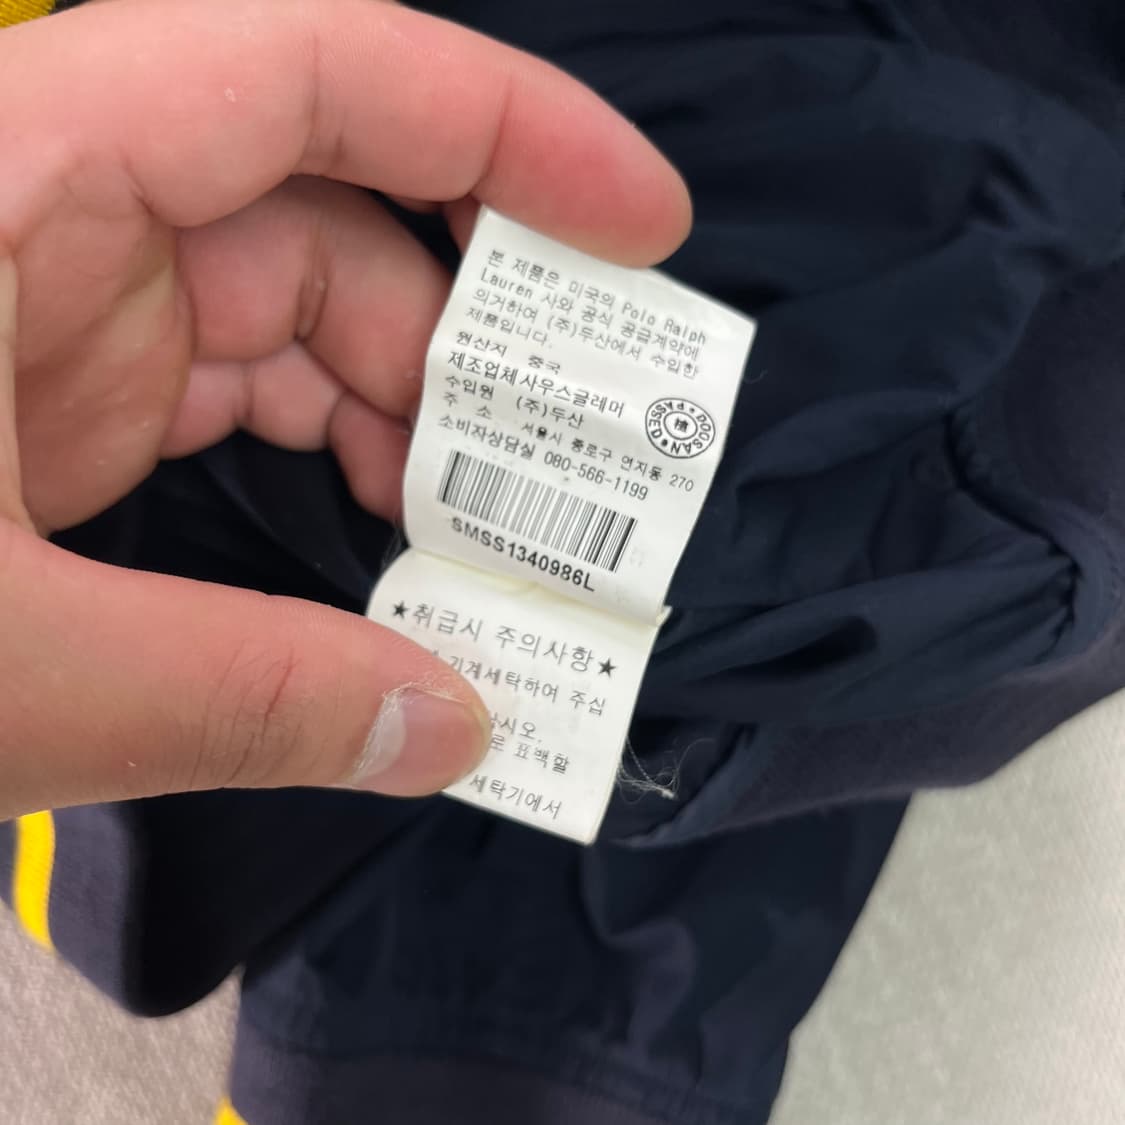 본 제품은 미국의 Polo Ralph
Lauren 사와 공식 공급계약에
의거하여 (주)두산에서 수입한
제품입니다.
원산지 중국
제조업체 사우스글레머
수입원 (주)두산
주 소 서울시 종로구 연지동 270
소비자상담실 080-566-1199
DOOSAN PASSED
檢
SMSS1340986L
★취급시 주의사항★
기계세탁하여 주십
시오.
로 표백할
세탁기에서